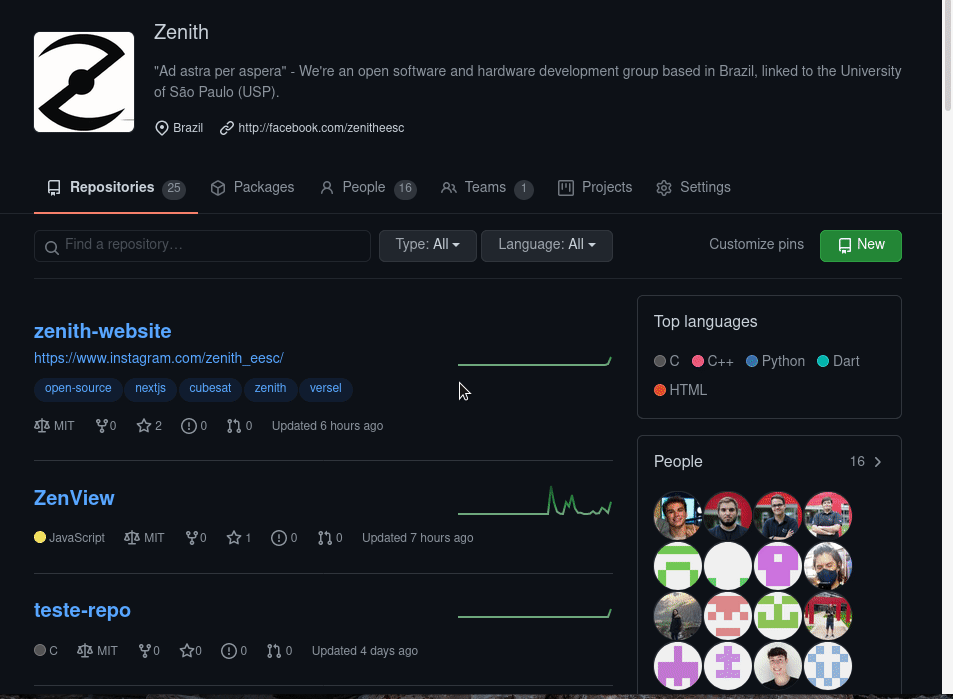 Zenith
"Ad astra per aspera" - We're an open software and hardware development group based in Brazil, linked to the University
of São Paulo (USP).
Brazil http://facebook.com/zenitheesc
Repositories 25 Packages People 16 Teams 1 Projects Settings
Find a repository… Type: All Language: All Customize pins New
zenith-website
https://www.instagram.com/zenith_eesc/
open-source nextjs cubesat zenith versel
MIT 0 2 0 0 Updated 6 hours ago
ZenView
JavaScript MIT 0 1 0 0 Updated 7 hours ago
teste-repo
C MIT 0 0 0 0 Updated 4 days ago
Top languages
C C++ Python Dart
HTML
People 16